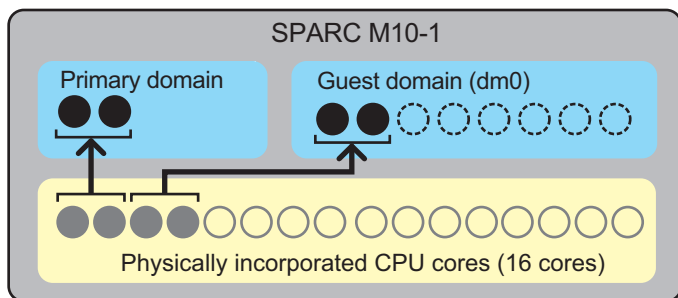 SPARC M10-1
Primary domain
Guest domain (dm0)
Physically incorporated CPU cores (16 cores)